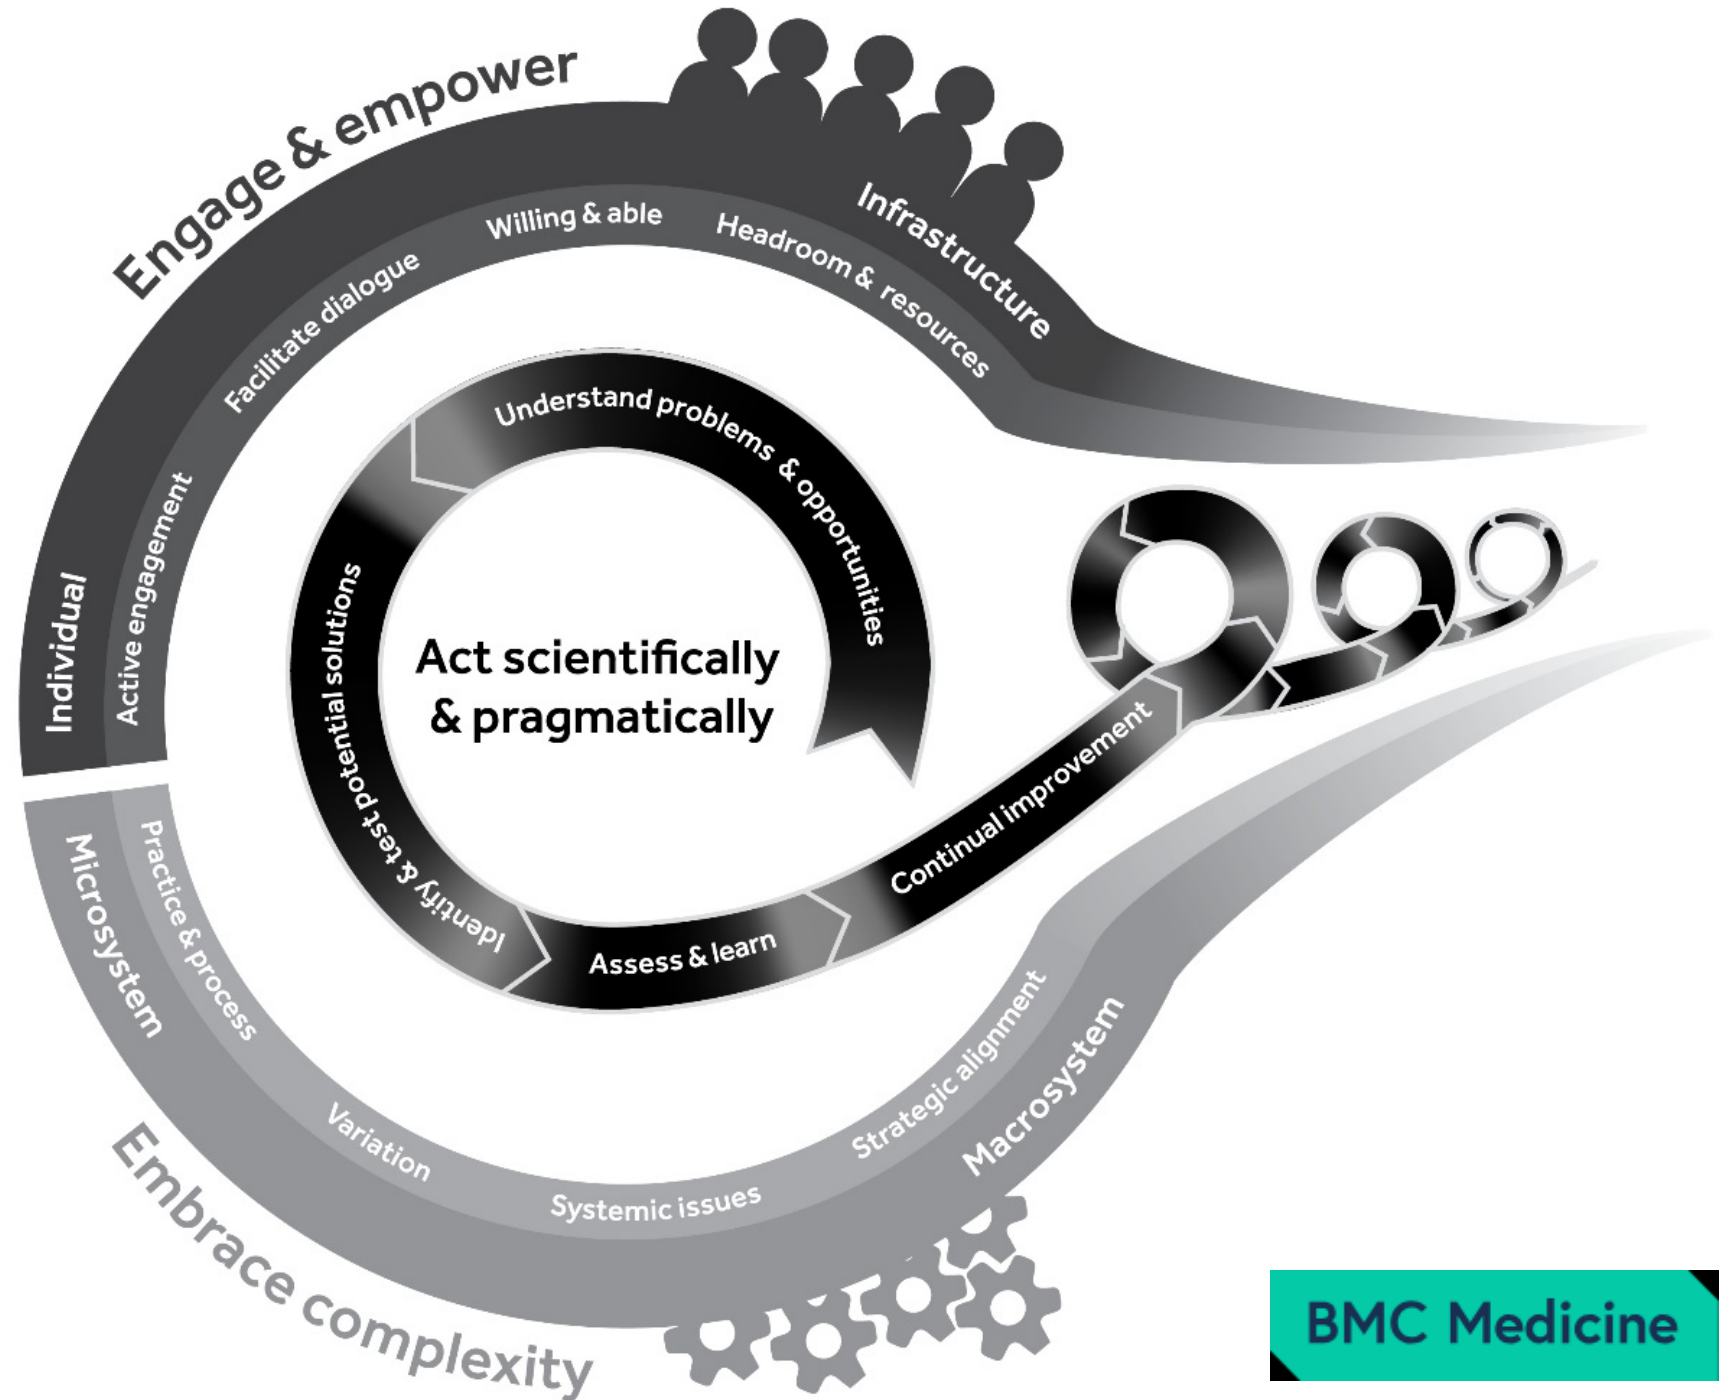 Engage & empower
Individual
Infrastructure
Active engagement
Facilitate dialogue
Willing & able
Headroom & resources
Understand problems & opportunities
Identify & test potential solutions
Assess & learn
Continual improvement
Act scientifically
& pragmatically
Microsystem
Macrosystem
Practice & process
Variation
Systemic issues
Strategic alignment
Embrace complexity
BMC Medicine